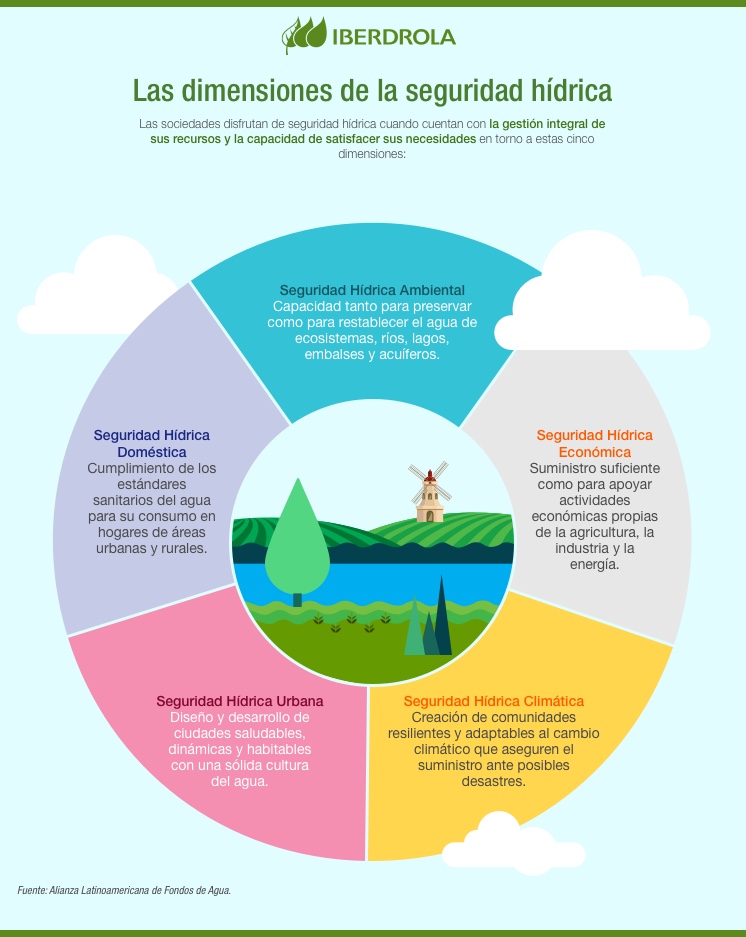 IBERDROLA
Las dimensiones de la seguridad hídrica
Las sociedades disfrutan de seguridad hídrica cuando cuentan con la gestión integral de
sus recursos y la capacidad de satisfacer sus necesidades en torno a estas cinco
dimensiones:
Seguridad Hídrica Ambiental
Capacidad tanto para preservar
como para restablecer el agua de
ecosistemas, ríos, lagos,
embalses y acuíferos.
Seguridad Hídrica
Económica
Suministro suficiente
como para apoyar
actividades
económicas propias
de la agricultura, la
industria y la
energía.
Seguridad Hídrica Climática
Creación de comunidades
resilientes y adaptables al cambio
climático que aseguren el
suministro ante posibles
desastres.
Seguridad Hídrica Urbana
Diseño y desarrollo de
ciudades saludables,
dinámicas y habitables
con una sólida cultura
del agua.
Seguridad Hídrica
Doméstica
Cumplimiento de los
estándares
sanitarios del agua
para su consumo en
hogares de áreas
urbanas y rurales.
Fuente: Alianza Latinoamericana de Fondos de Agua.